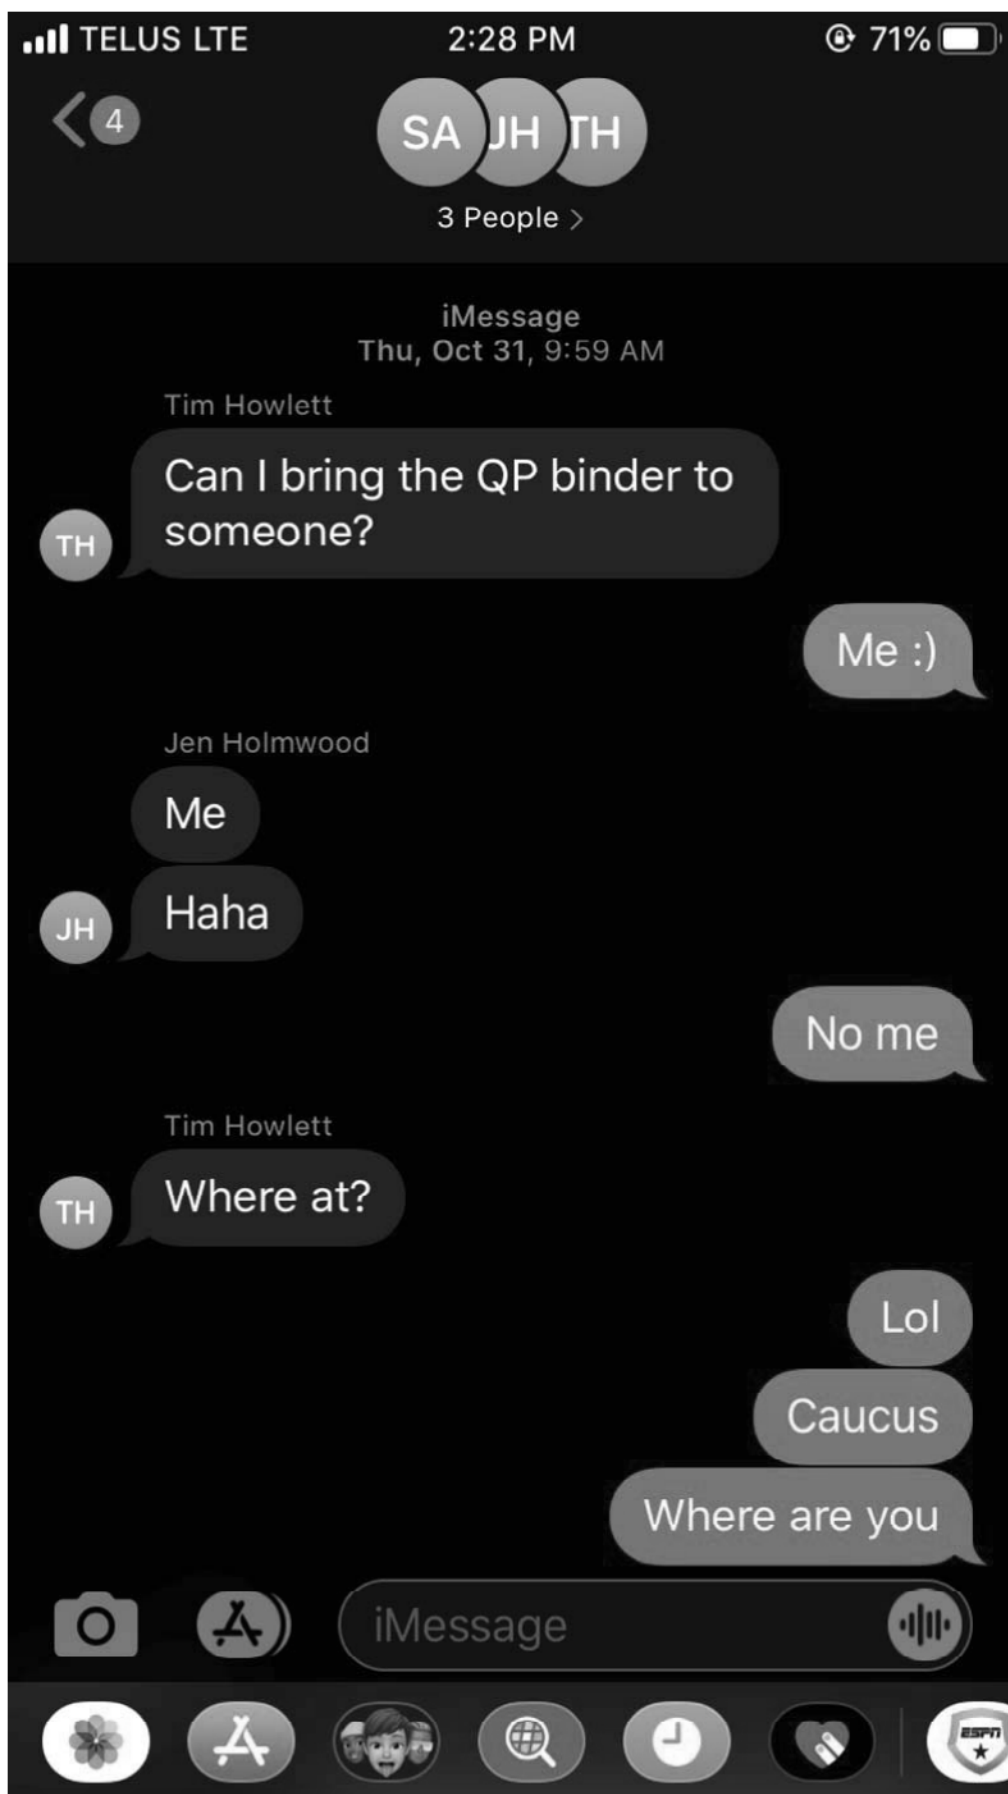 TELUS LTE 2:28 PM 71%
4
SA JH TH
3 People >
iMessage
Thu, Oct 31, 9:59 AM
Tim Howlett
Can I bring the QP binder to
someone?
TH
Me :)
Jen Holmwood
Me
Haha
JH
No me
Tim Howlett
Where at?
TH
Lol
Caucus
Where are you
iMessage
ESPN